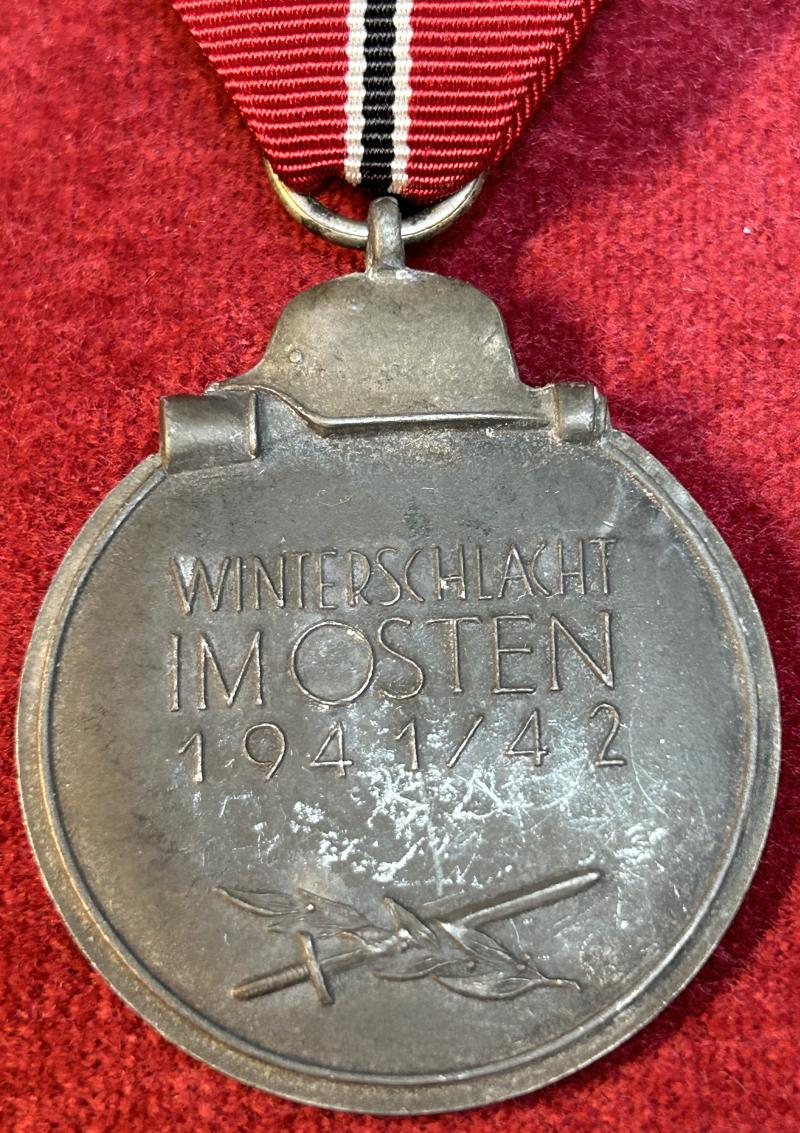 WINTERSCHLACHT
IM OSTEN
1941/42